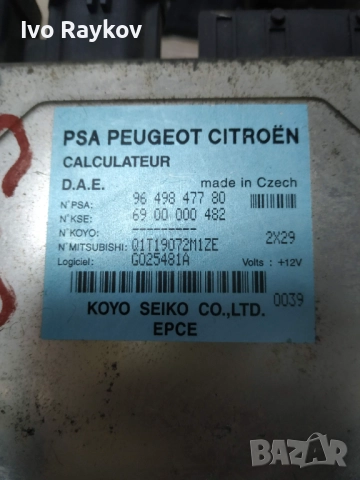 Ivo Raykov
PSA PEUGEOT CITROËN
CALCULATEUR
D.A.E. made in Czech
N°PSA: 96 498 477 80
N°KSE: 69 00 000 482
N°KOYO: ---------
N°MITSUBISHI: Q1T19072M1ZE 2X29
Logiciel: G025481A Volts : +12V
KOYO SEIKO CO.,LTD. 0039
EPCE
BAZAR